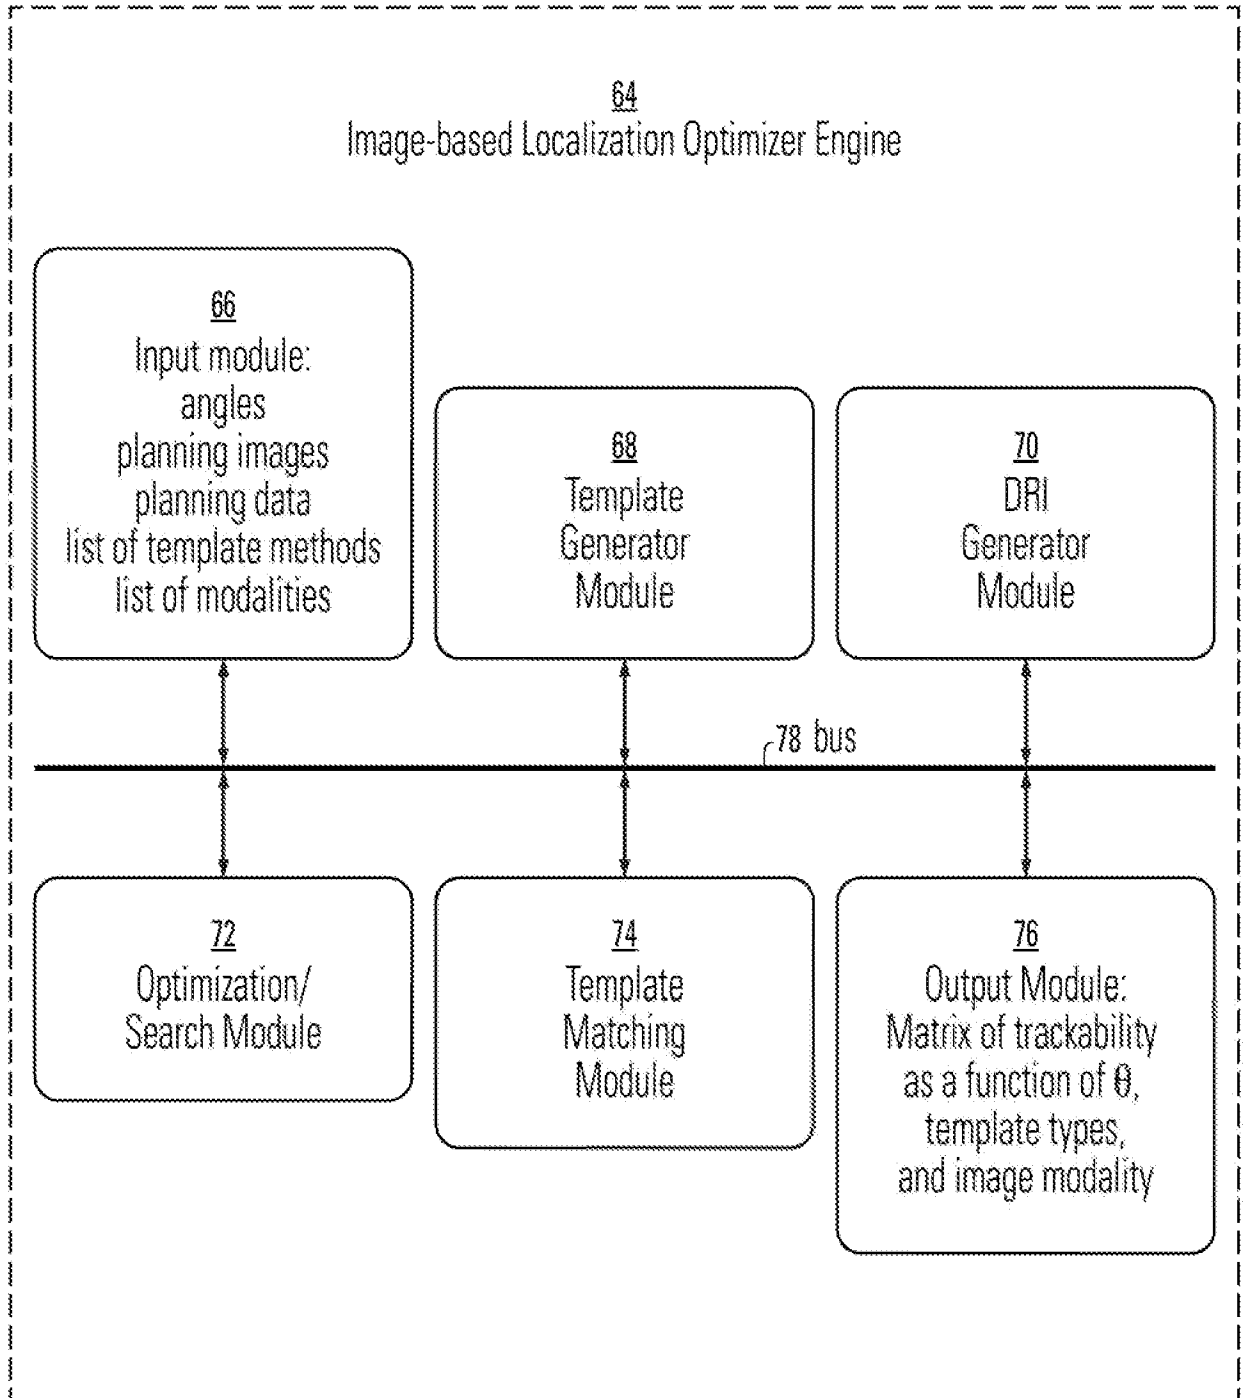 64
Image-based Localization Optimizer Engine
66
Input module:
angles
planning images
planning data
list of template methods
list of modalities
68
Template
Generator
Module
70
DRI
Generator
Module
78 bus
72
Optimization/
Search Module
74
Template
Matching
Module
76
Output Module:
Matrix of trackability
as a function of θ,
template types,
and image modality